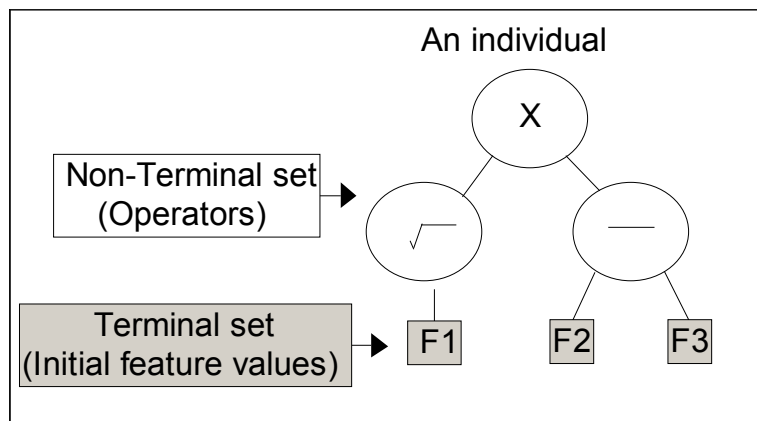 An individual
X
Non-Terminal set
(Operators)
√
—
Terminal set
(Initial feature values)
F1
F2
F3